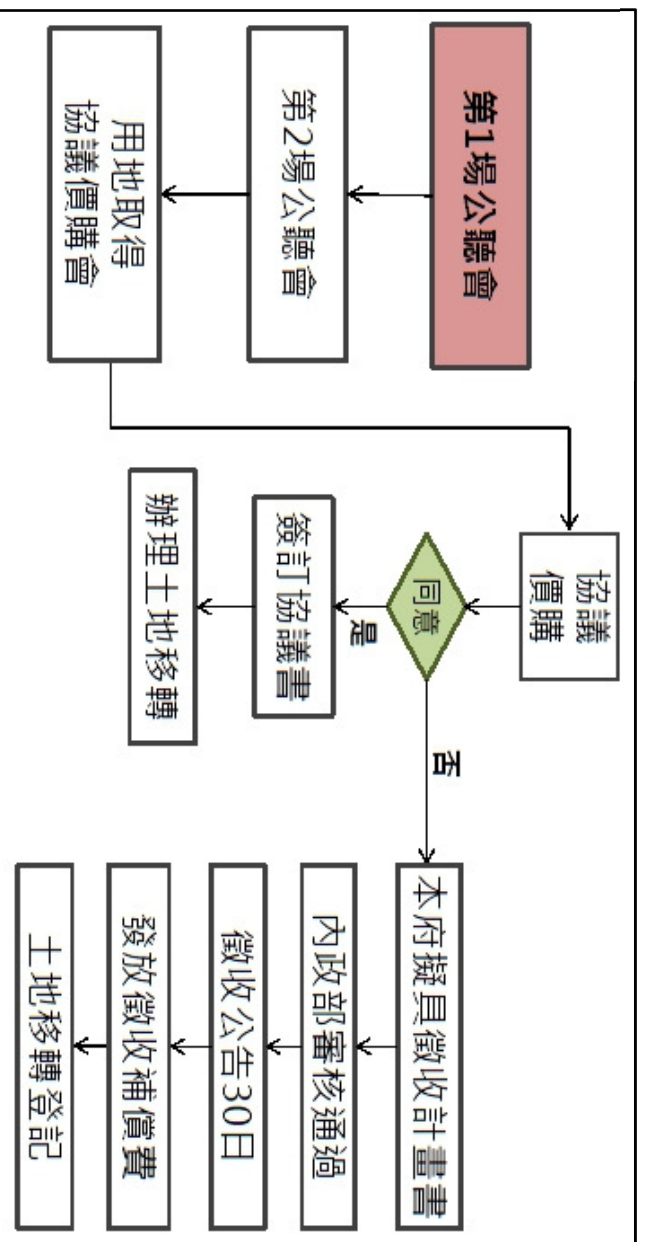 第1場公聽會
第2場公聽會
用地取得
協議價購會
協議
價購
同意
是
否
簽訂協議書
辦理土地移轉
本府擬具徵收計畫書
內政部審核通過
徵收公告30日
發放徵收補償費
土地移轉登記